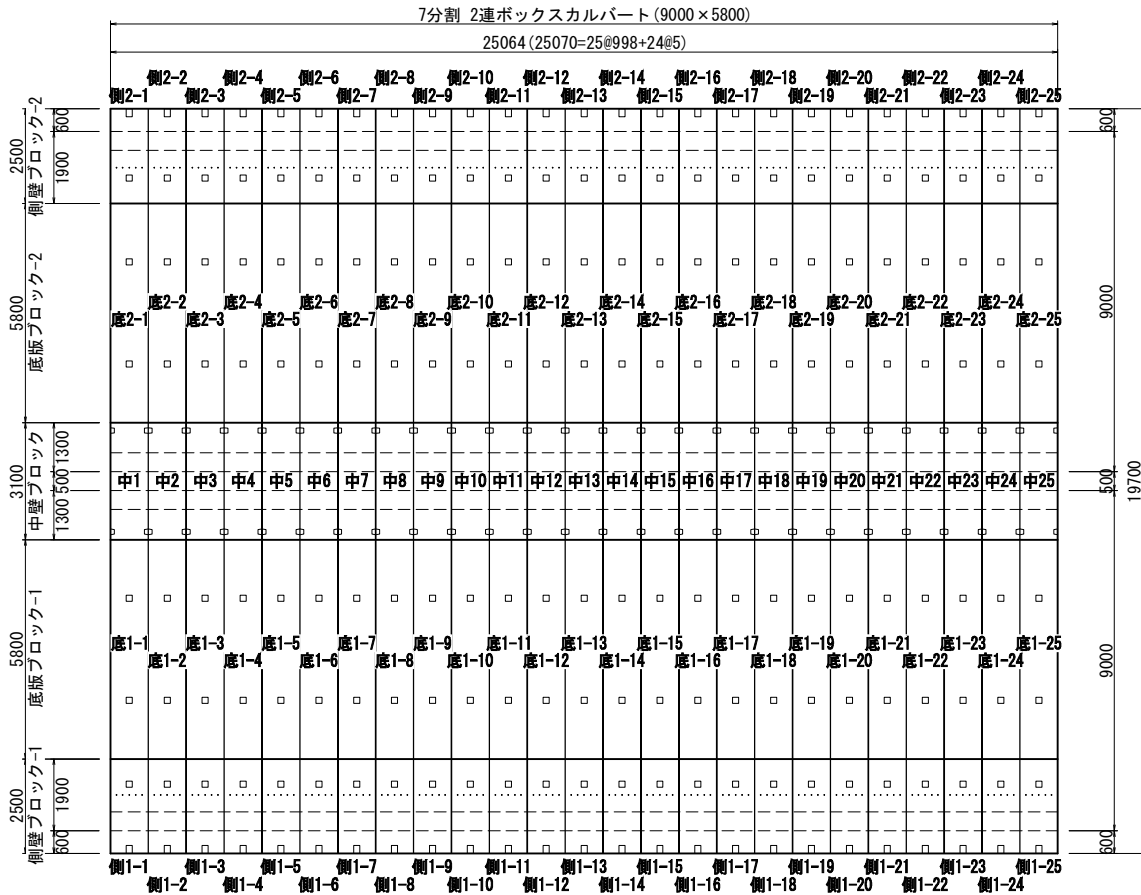 7分割 2連ボックスカルバート(9000×5800)
25064(25070=25@998+24@5)
側2-2 側2-4 側2-6 側2-8 側2-10 側2-12 側2-14 側2-16 側2-18 側2-20 側2-22 側2-24
側2-1 側2-3 側2-5 側2-7 側2-9 側2-11 側2-13 側2-15 側2-17 側2-19 側2-21 側2-23 側2-25
2500
側壁ブロック-2
600
1900
600
5800
底版ブロック-2
底2-2 底2-4 底2-6 底2-8 底2-10 底2-12 底2-14 底2-16 底2-18 底2-20 底2-22 底2-24
底2-1 底2-3 底2-5 底2-7 底2-9 底2-11 底2-13 底2-15 底2-17 底2-19 底2-21 底2-23 底2-25
9000
3100
中壁ブロック
1300
500
1300
中1 中2 中3 中4 中5 中6 中7 中8 中9 中10 中11 中12 中13 中14 中15 中16 中17 中18 中19 中20 中21 中22 中23 中24 中25
500
19700
5800
底版ブロック-1
底1-1 底1-3 底1-5 底1-7 底1-9 底1-11 底1-13 底1-15 底1-17 底1-19 底1-21 底1-23 底1-25
底1-2 底1-4 底1-6 底1-8 底1-10 底1-12 底1-14 底1-16 底1-18 底1-20 底1-22 底1-24
9000
2500
側壁ブロック-1
1900
600
600
側1-1 側1-3 側1-5 側1-7 側1-9 側1-11 側1-13 側1-15 側1-17 側1-19 側1-21 側1-23 側1-25
側1-2 側1-4 側1-6 側1-8 側1-10 側1-12 側1-14 側1-16 側1-18 側1-20 側1-22 側1-24